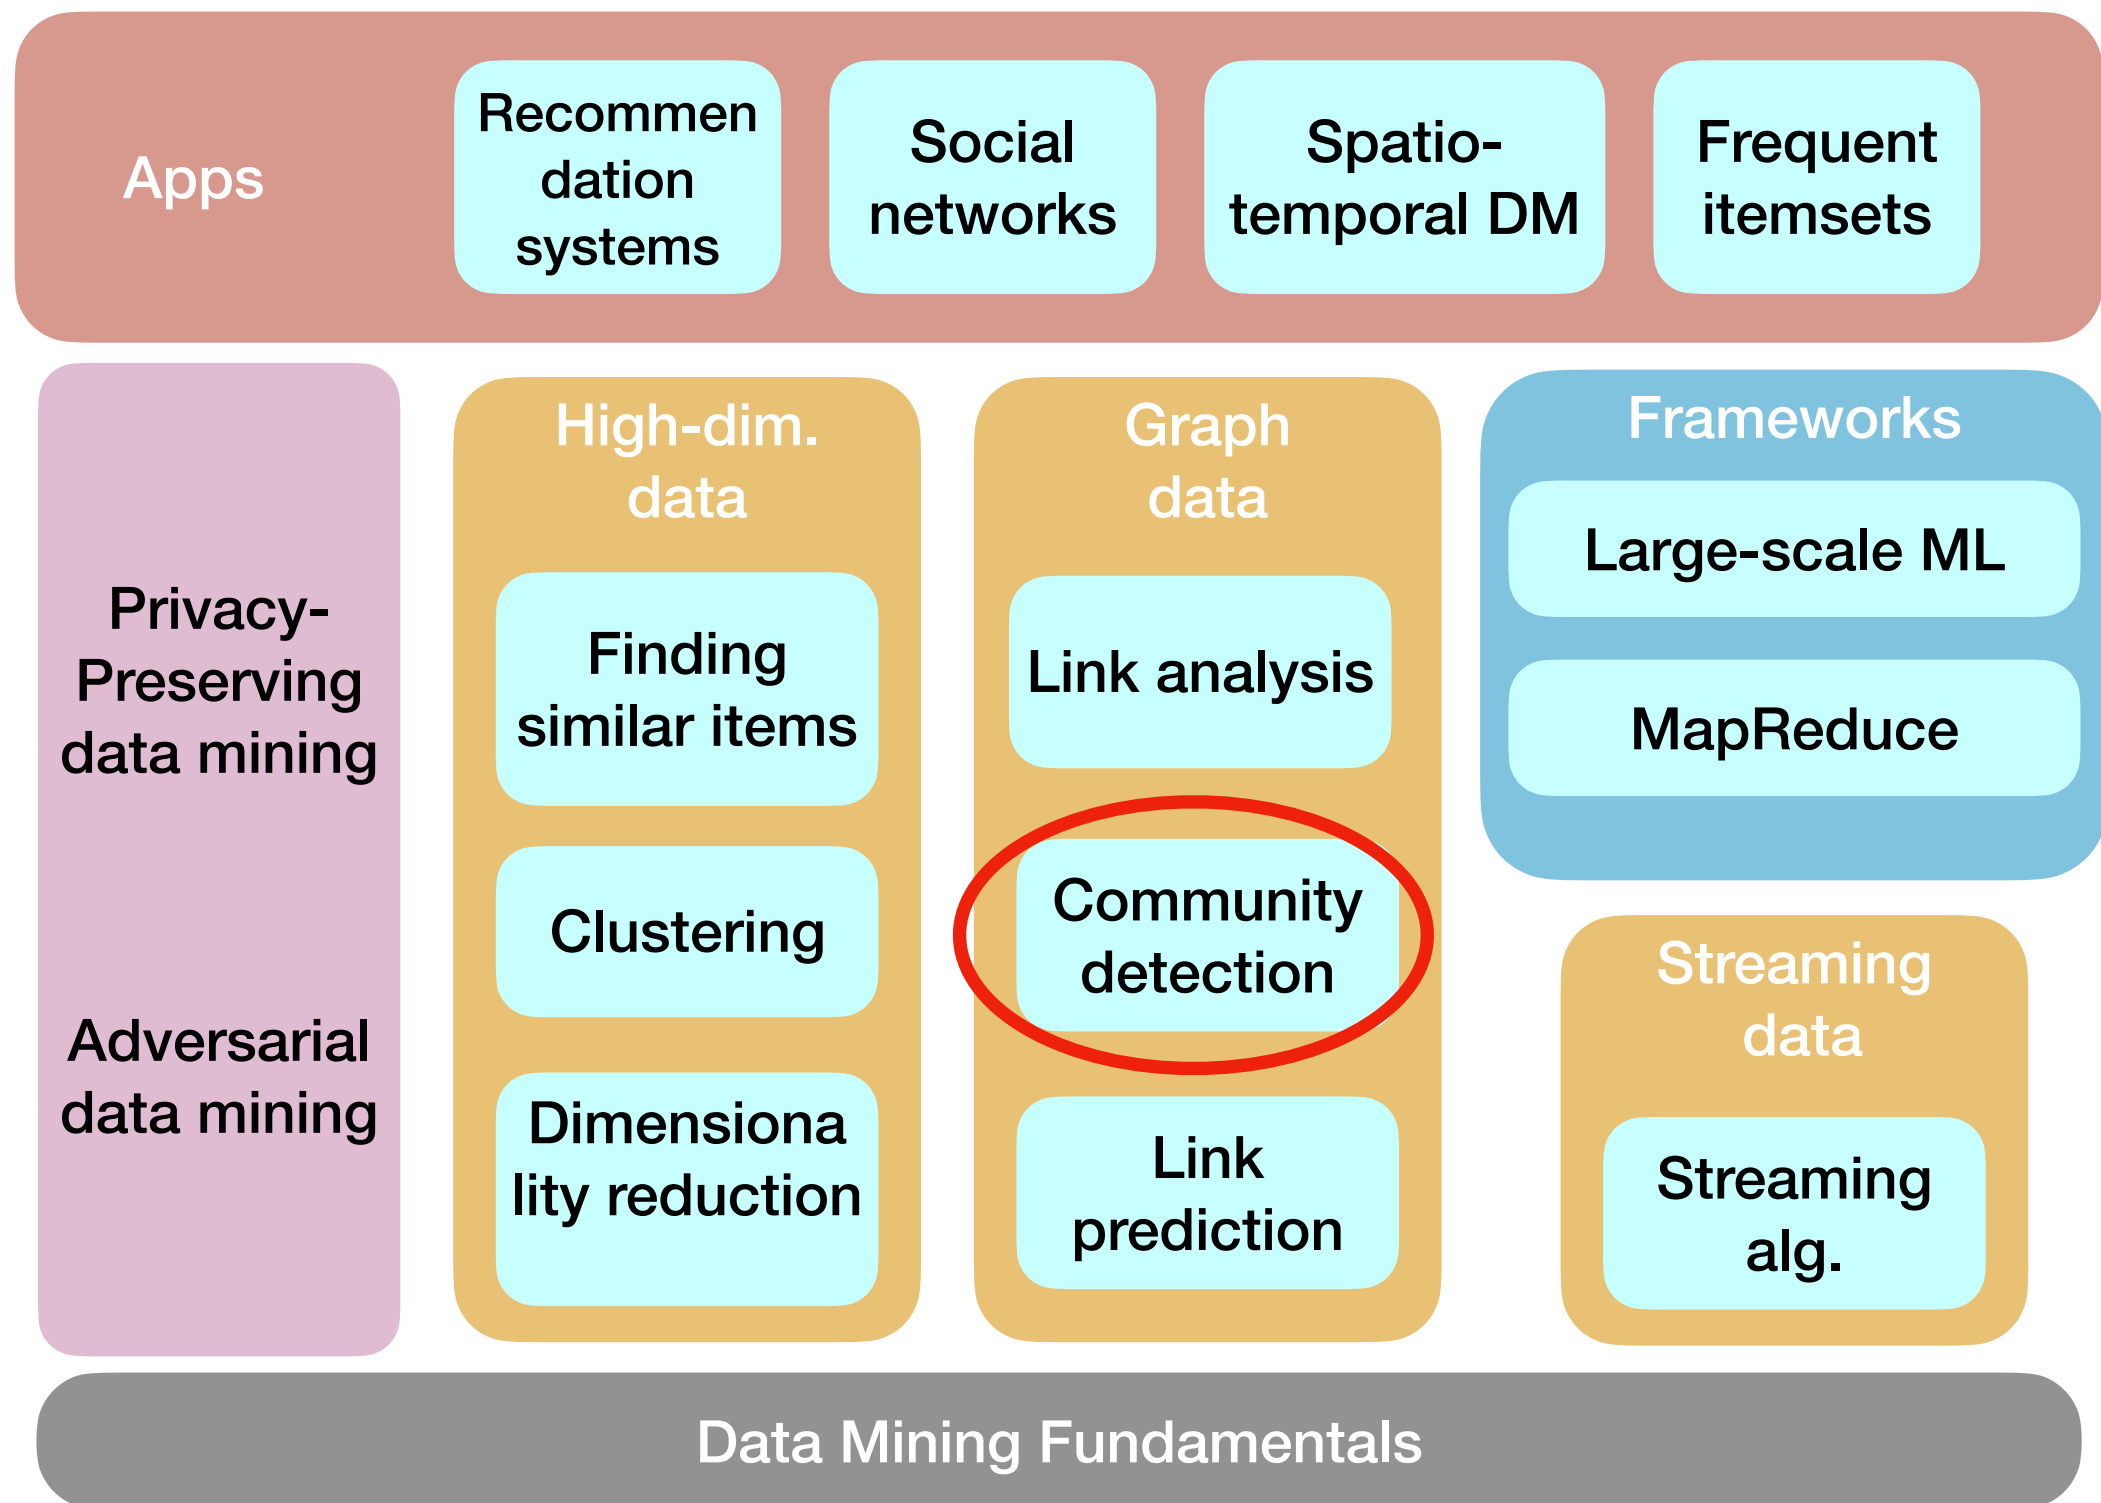 Apps
Recommen
dation
systems
Social
networks
Spatio-
temporal DM
Frequent
itemsets
Privacy-
Preserving
data mining
Adversarial
data mining
High-dim.
data
Finding
similar items
Clustering
Dimensiona
lity reduction
Graph
data
Link analysis
Community
detection
Link
prediction
Frameworks
Large-scale ML
MapReduce
Streaming
data
Streaming
alg.
Data Mining Fundamentals